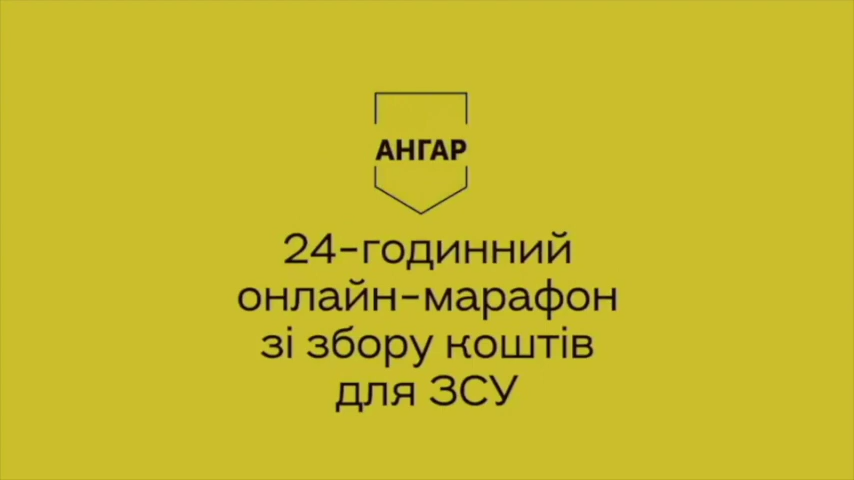 АНГАР
24-годинний
онлайн-марафон
зі збору коштів
для ЗСУ